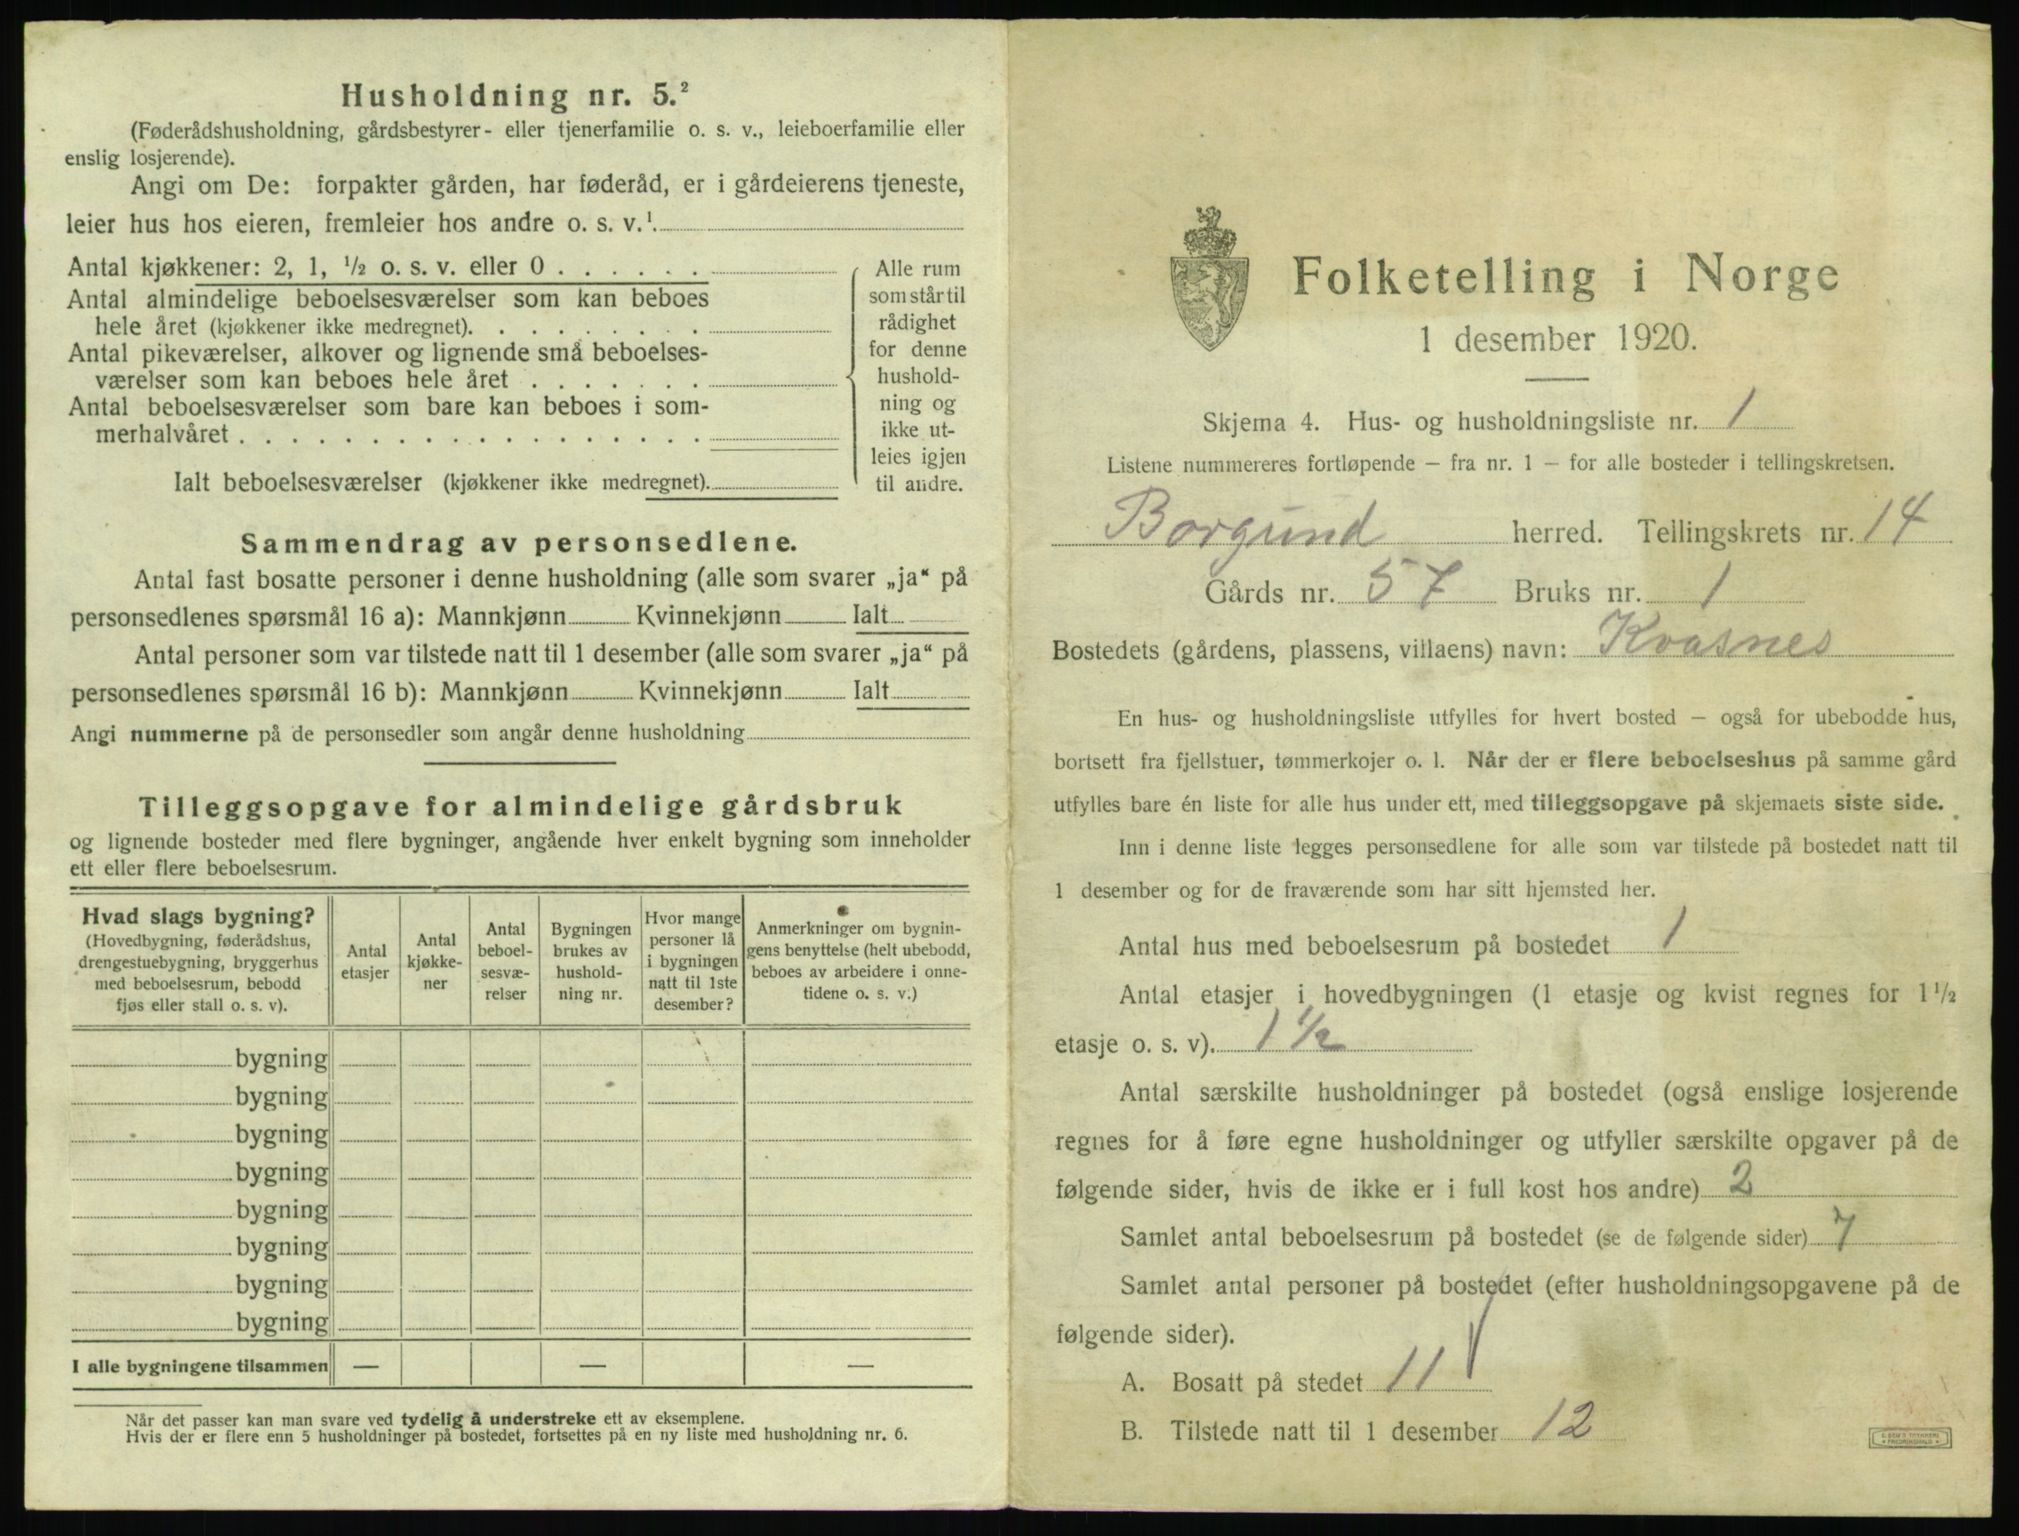 Husholdning nr. 5.²
(Føderådshusholdning, gårdsbestyrer- eller tjenerfamilie o. s. v., leieboerfamilie eller
enslig losjerende).
Angi om De: forpakter gården, har føderåd, er i gårdeierens tjeneste,
leier hus hos eieren, fremleier hos andre o. s. v.¹
Antal kjøkkener: 2, 1, ½ o. s. v. eller 0 . . . . . .
Antal almindelige beboelsesværelser som kan beboes
hele året (kjøkkener ikke medregnet). . . . . . . . .
Antal pikeværelser, alkover og lignende små beboelses-
værelser som kan beboes hele året . . . . . . .
Antal beboelsesværelser som bare kan beboes i som-
merhalvåret . . . . . . . . . . . . . . . . . .
Ialt beboelsesværelser (kjøkkener ikke medregnet).
Alle rum
som står til
rådighet
for denne
hushold-
ning og
ikke ut-
leies igjen
til andre.
Sammendrag av personsedlene.
Antal fast bosatte personer i denne husholdning (alle som svarer „ja“ på
personsedlenes spørsmål 16 a): Mannkjønn Kvinnekjønn Ialt
Antal personer som var tilstede natt til 1 desember (alle som svarer „ja“ på
personsedlenes spørsmål 16 b): Mannkjønn Kvinnekjønn Ialt
Angi nummerne på de personsedler som angår denne husholdning
Tilleggsopgave for almindelige gårdsbruk
og lignende bosteder med flere bygninger, angående hver enkelt bygning som inneholder
ett eller flere beboelsesrum.
Hvad slags bygning?
(Hovedbygning, føderådshus,
drengestuebygning, bryggerhus
med beboelsesrum, bebodd
fjøs eller stall o. s. v).
Antal
etasjer
Antal
kjøkke-
ner
Antal
beboel-
sesvæ-
relser
Bygningen
brukes av
hushold-
ning nr.
Hvor mange
personer lå
i bygningen
natt til 1ste
desember?
Anmerkninger om bygnin-
gens benyttelse (helt ubebodd,
beboes av arbeidere i onne-
tidene o. s. v.)
bygning
bygning
bygning
bygning
bygning
bygning
bygning
bygning
I alle bygningene tilsammen — — —
Når det passer kan man svare ved tydelig å understreke ett av eksemplene.
Hvis der er flere enn 5 husholdninger på bostedet, fortsettes på en ny liste med husholdning nr. 6.
Folketelling i Norge
1 desember 1920.
Skjema 4. Hus- og husholdningsliste nr. 1
Listene nummereres fortløpende – fra nr. 1 – for alle bosteder i tellingskretsen.
Borgund herred. Tellingskrets nr. 14
Gårds nr. 57 Bruks nr. 1
Bostedets (gårdens, plassens, villaens) navn: Kvasnes
En hus- og husholdningsliste utfylles for hvert bosted – også for ubebodde hus,
bortsett fra fjellstuer, tømmerkojer o. l. Når der er flere beboelseshus på samme gård
utfylles bare én liste for alle hus under ett, med tilleggsopgave på skjemaets siste side.
Inn i denne liste legges personsedlene for alle som var tilstede på bostedet natt til
1 desember og for de fraværende som har sitt hjemsted her.
Antal hus med beboelsesrum på bostedet 1
Antal etasjer i hovedbygningen (1 etasje og kvist regnes for 1 ½
etasje o. s. v). 1 ½
Antal særskilte husholdninger på bostedet (også enslige losjerende
regnes for å føre egne husholdninger og utfyller særskilte opgaver på de
følgende sider, hvis de ikke er i full kost hos andre) 2
Samlet antal beboelsesrum på bostedet (se de følgende sider) 7
Samlet antal personer på bostedet (efter husholdningsopgavene på de
følgende sider).
A. Bosatt på stedet 11
B. Tilstede natt til 1 desember 12